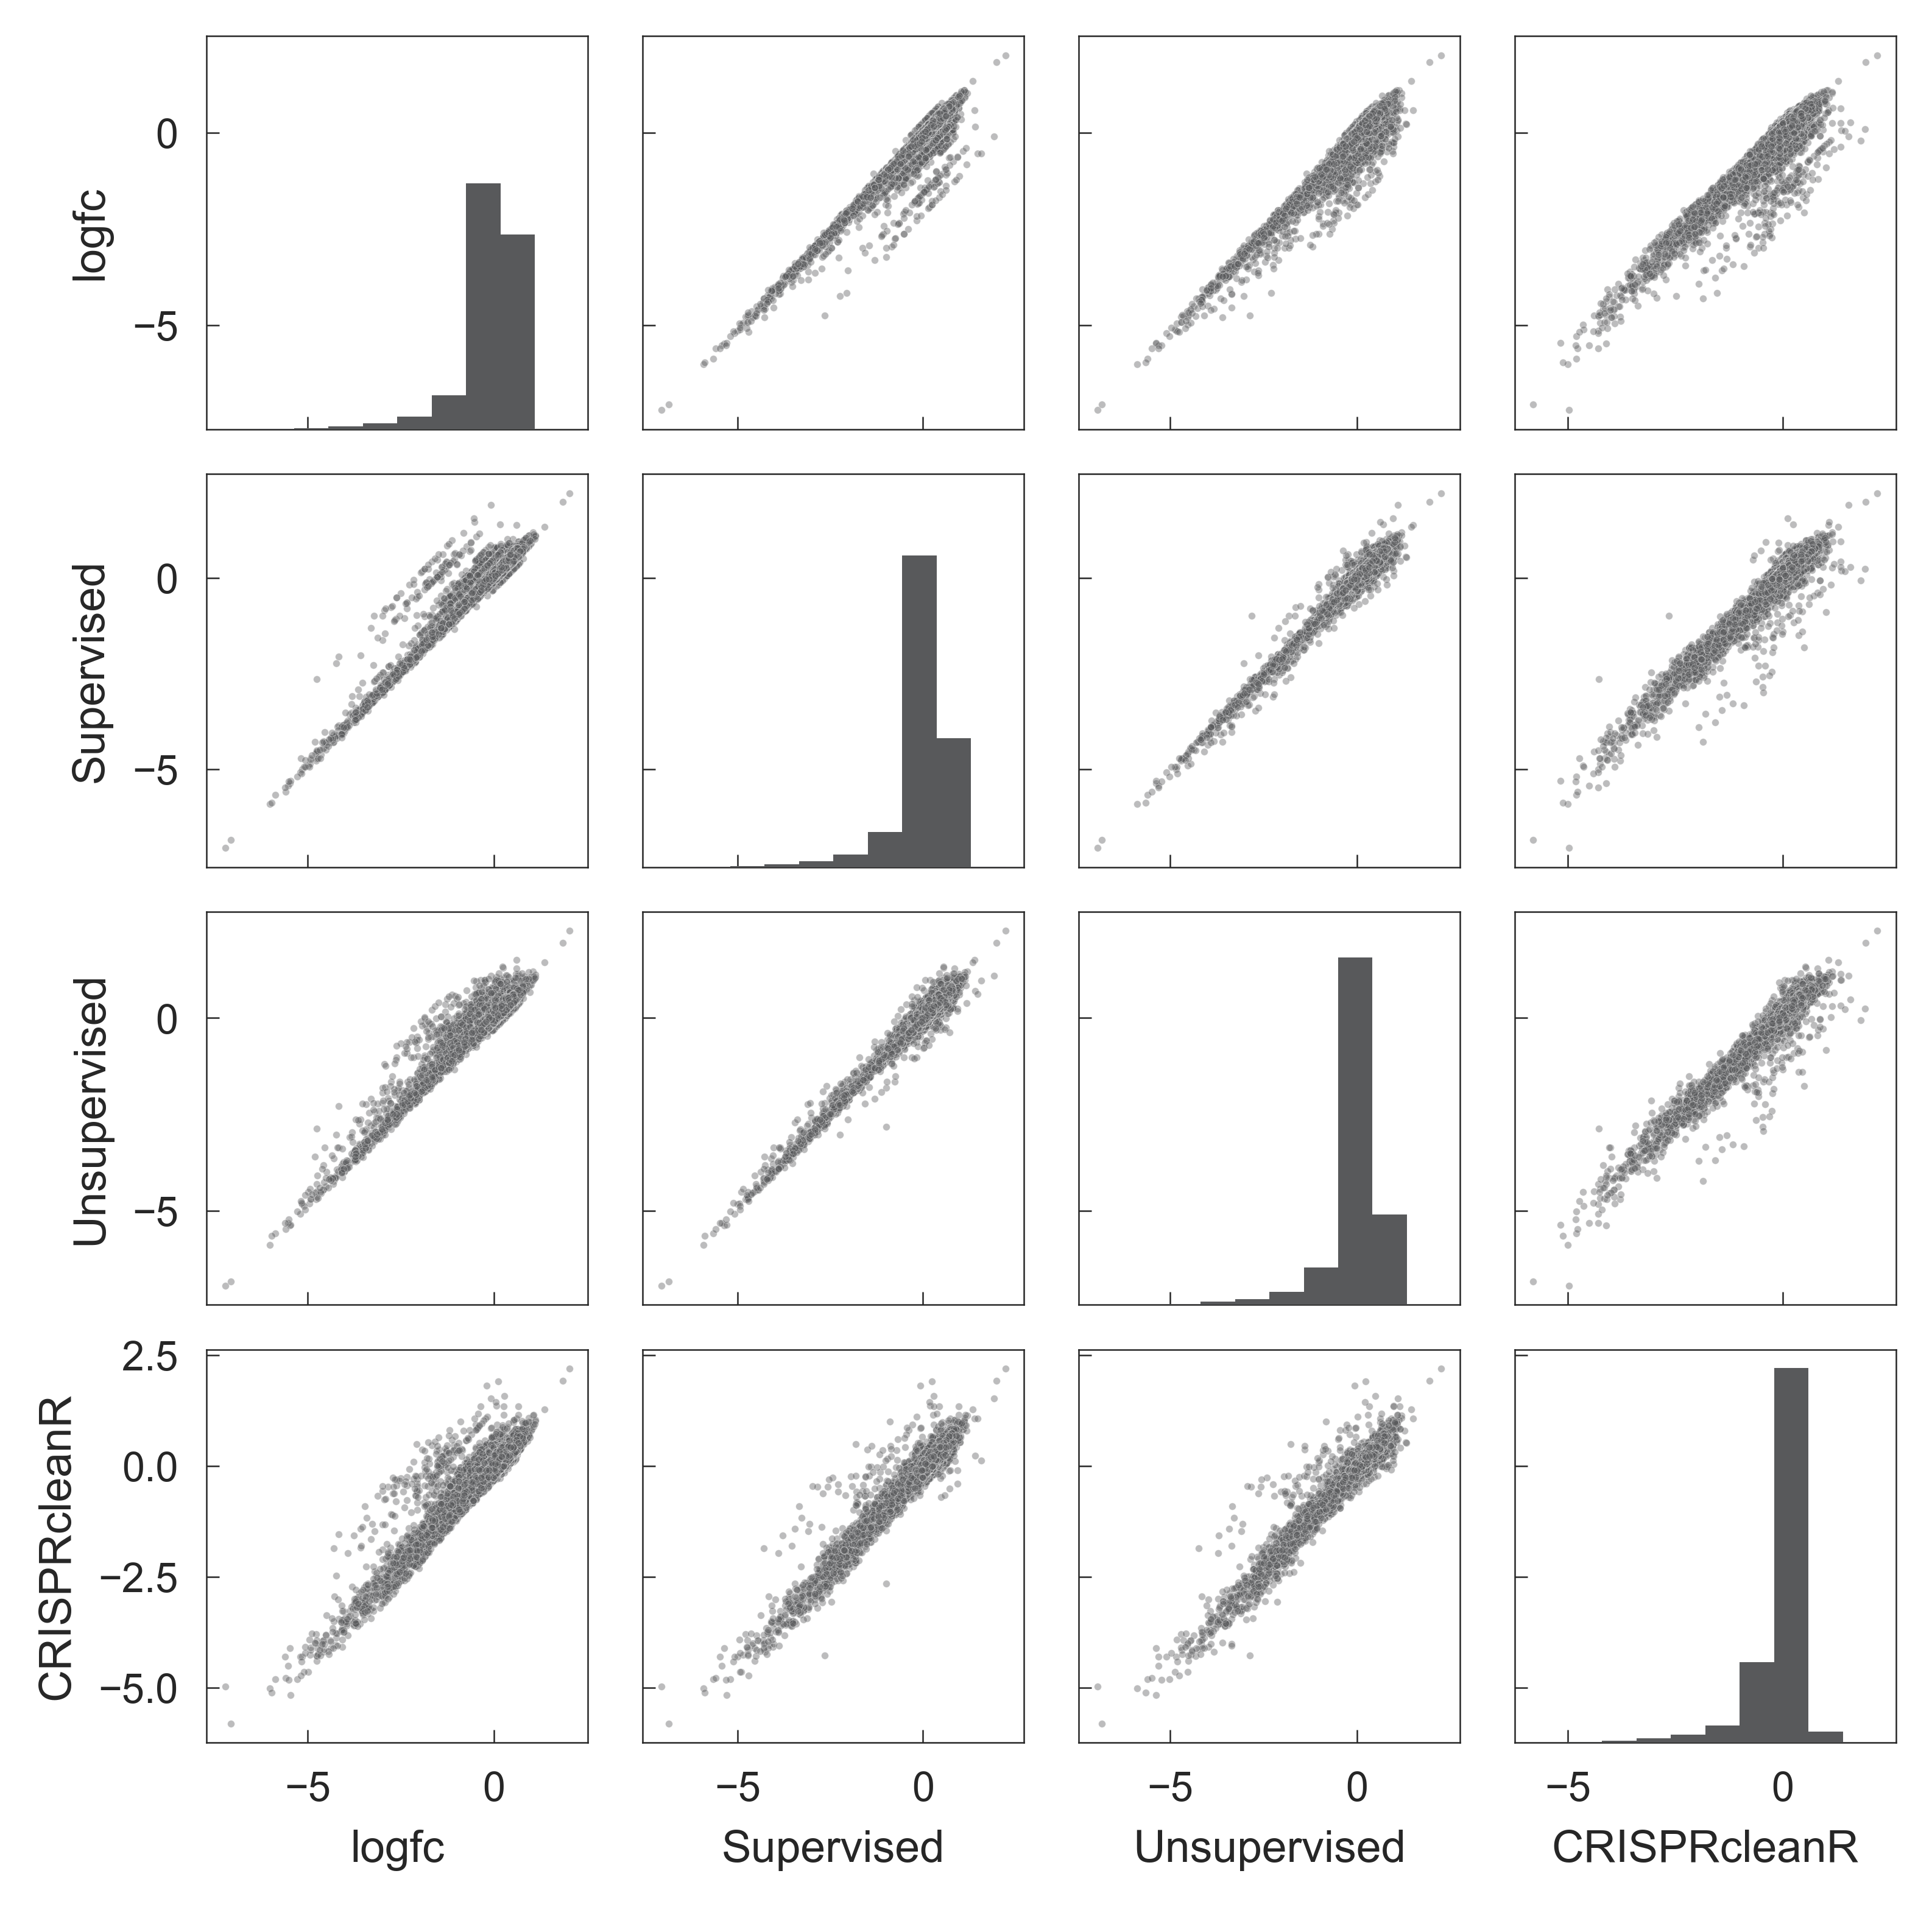 logfc
0
−5
Supervised
0
−5
Unsupervised
0
−5
CRISPRcleanR
2.5
0.0
−2.5
−5.0
−5 0 −5 0 −5 0 −5 0
logfc Supervised Unsupervised CRISPRcleanR